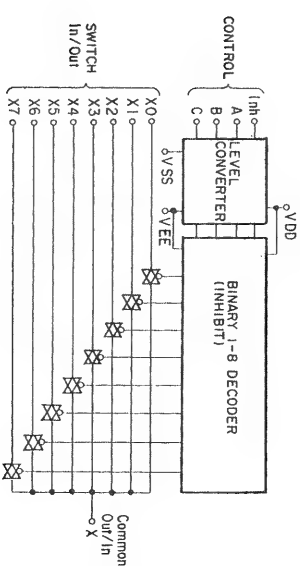 CONTROL
Inh
A
B
C
LEVEL
CONVERTER
VDD
VSS
VEE
BINARY 1-8 DECODER
(INHIBIT)
SWITCH
In/Out
X0
X1
X2
X3
X4
X5
X6
X7
Common
Out/In
X